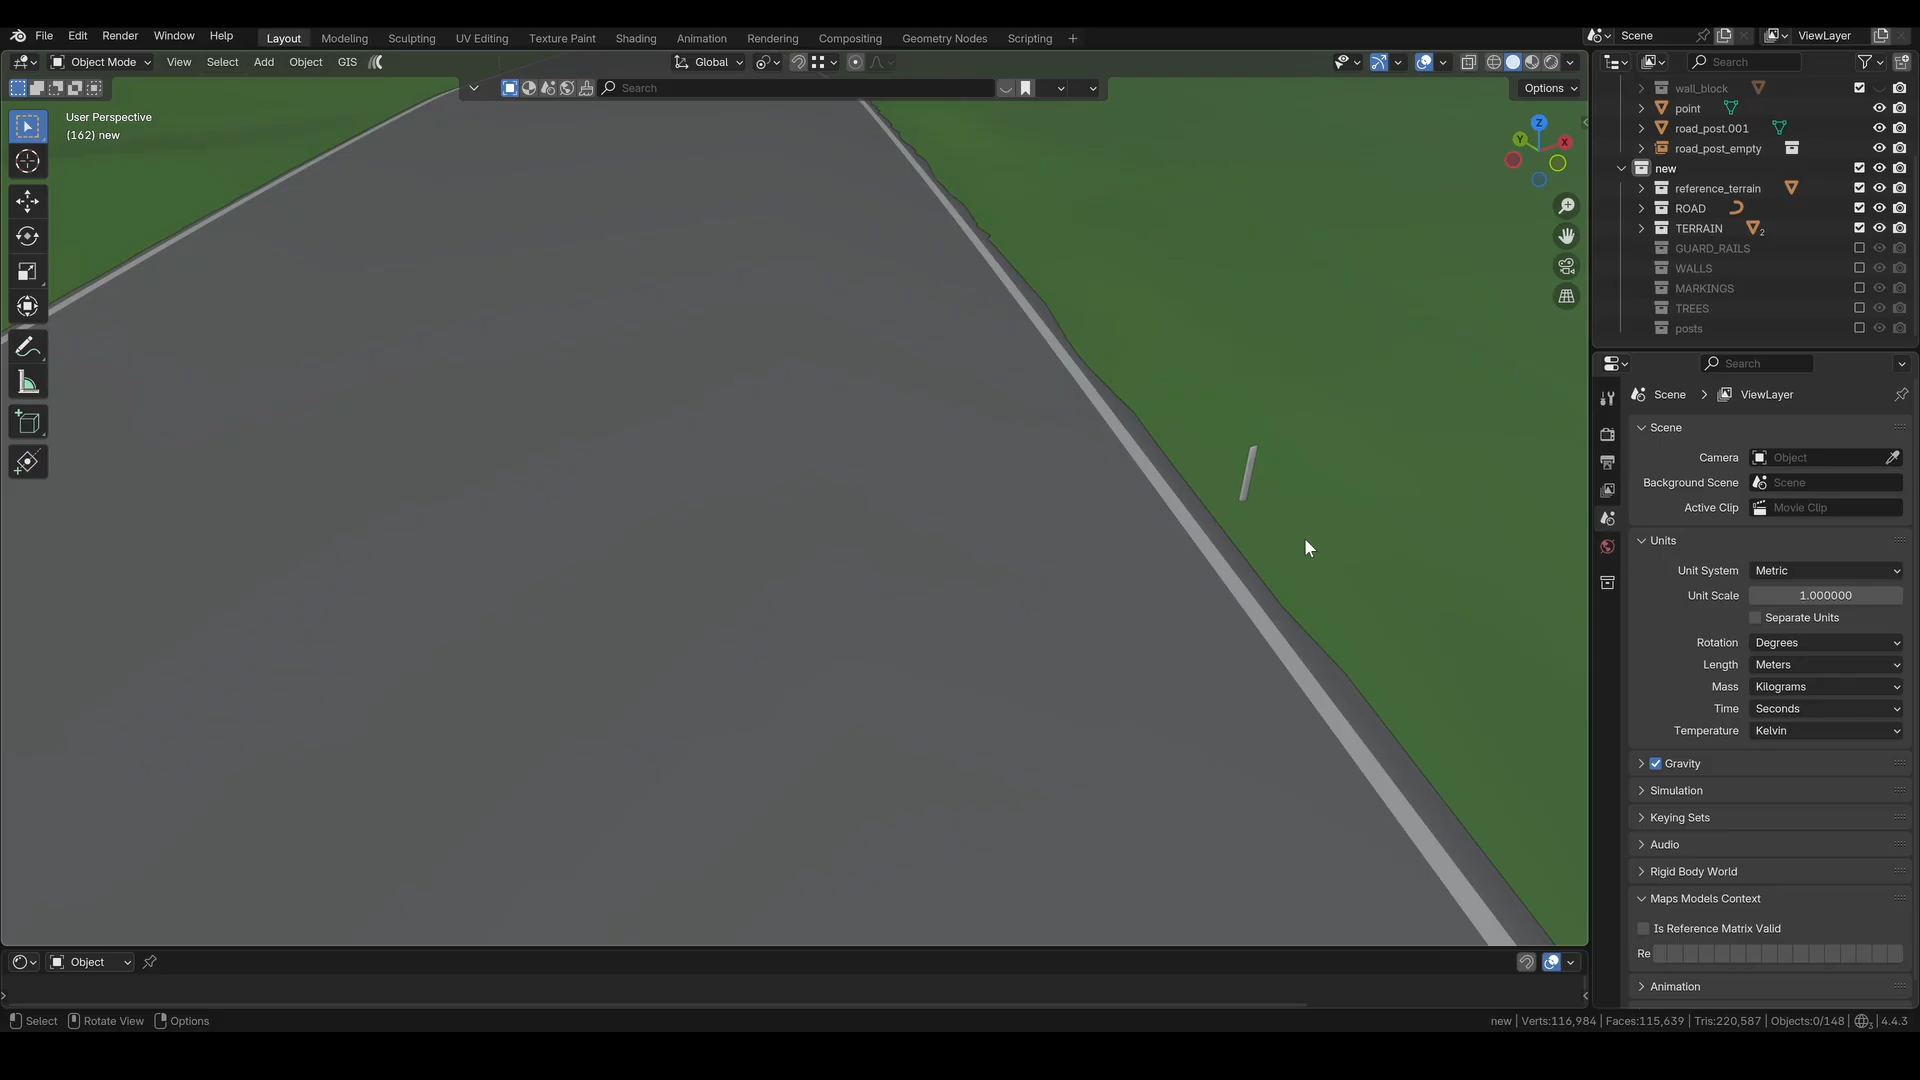 File Edit Render Window Help
Layout Modeling Sculpting UV Editing Texture Paint Shading Animation Rendering Compositing Geometry Nodes Scripting
Scene ViewLayer
Object Mode View Select Add Object GIS
Global
Search
Search
Options
User Perspective
(162) new
Z
Y
X
wall_block
point
road_post.001
road_post_empty
new
reference_terrain
ROAD
TERRAIN 2
GUARD_RAILS
WALLS
MARKINGS
TREES
posts
Search
Scene ViewLayer
Scene
Camera Object
Background Scene Scene
Active Clip Movie Clip
Units
Unit System Metric
Unit Scale 1.000000
Separate Units
Rotation Degrees
Length Meters
Mass Kilograms
Time Seconds
Temperature Kelvin
Gravity
Simulation
Keying Sets
Audio
Rigid Body World
Maps Models Context
Is Reference Matrix Valid
Re
Animation
Object
Select Rotate View Options
new | Verts:116,984 | Faces:115,639 | Tris:220,587 | Objects:0/148 | 3 | 4.4.3